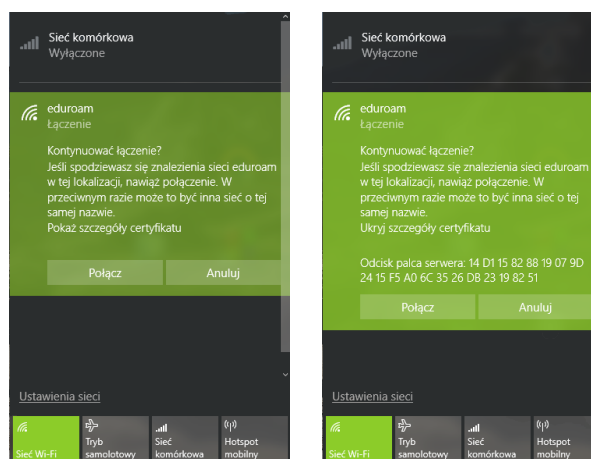 Sieć komórkowa
Wyłączone
eduroam
Łączenie
Kontynuować łączenie?
Jeśli spodziewasz się znalezienia sieci eduroam
w tej lokalizacji, nawiąż połączenie. W
przeciwnym razie może to być inna sieć o tej
samej nazwie.
Pokaż szczegóły certyfikatu
Połącz
Anuluj
Ustawienia sieci
Sieć Wi-Fi
Tryb
samolotowy
Sieć
komórkowa
Hotspot
mobilny
Sieć komórkowa
Wyłączone
eduroam
Łączenie
Kontynuować łączenie?
Jeśli spodziewasz się znalezienia sieci eduroam
w tej lokalizacji, nawiąż połączenie. W
przeciwnym razie może to być inna sieć o tej
samej nazwie.
Ukryj szczegóły certyfikatu
Odcisk palca serwera: 14 D1 15 82 88 19 07 9D
24 15 F5 A0 6C 35 26 DB 23 19 82 51
Połącz
Anuluj
Ustawienia sieci
Sieć Wi-Fi
Tryb
samolotowy
Sieć
komórkowa
Hotspot
mobilny